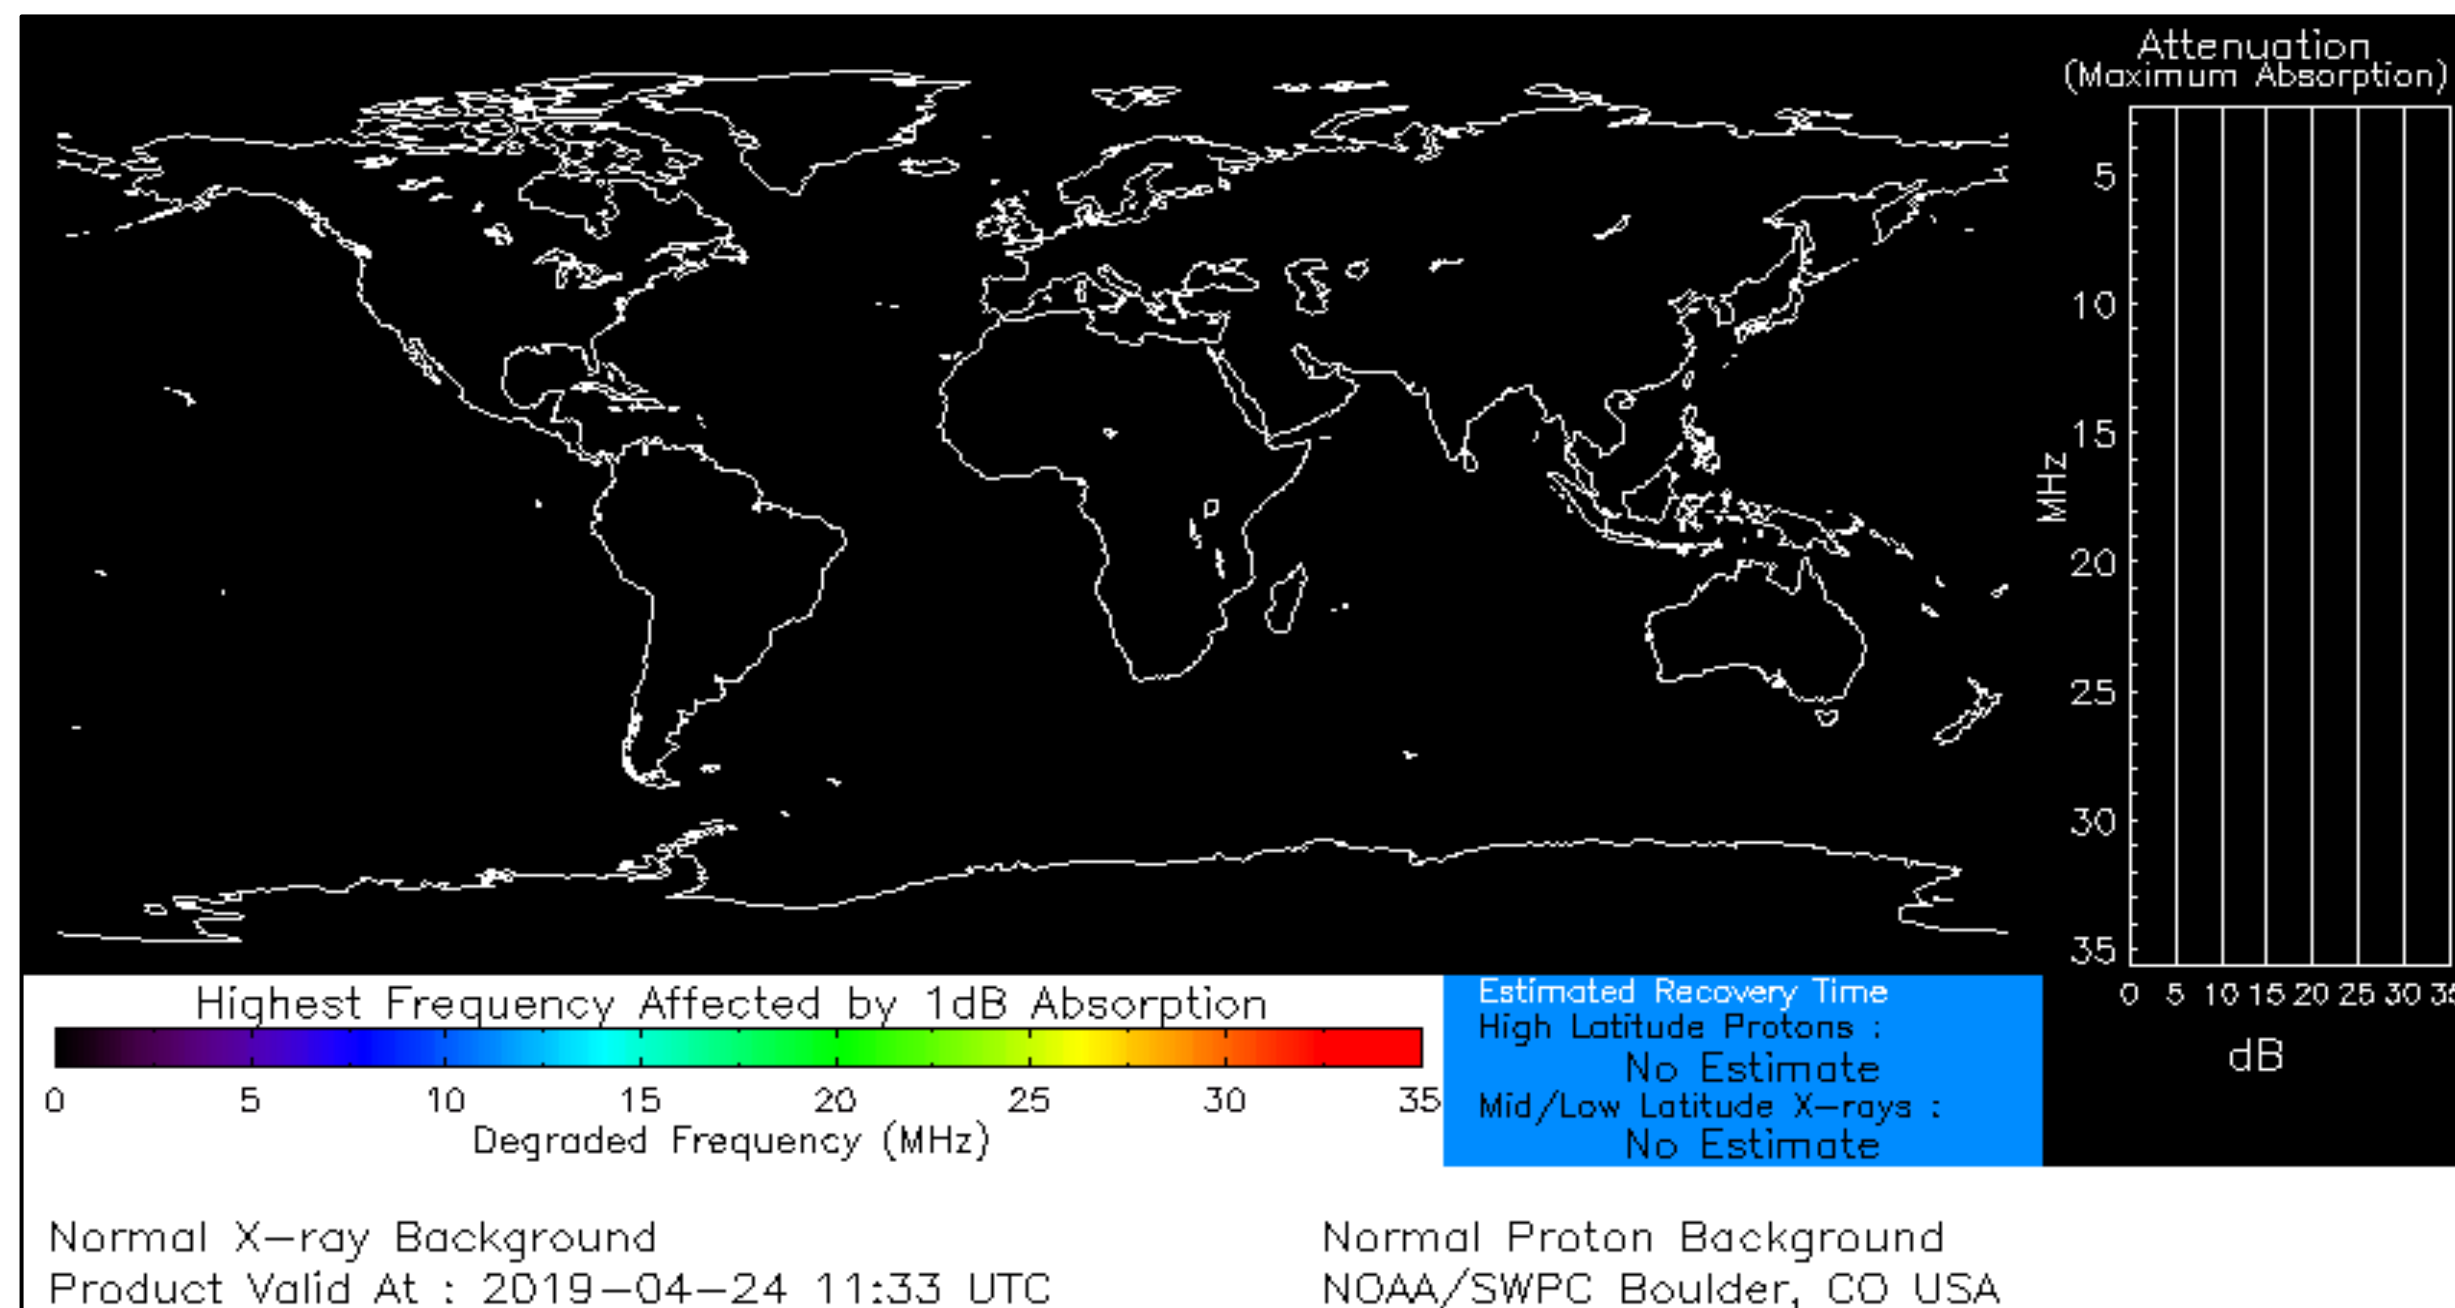 Attenuation
(Maximum Absorption)
5
10
15
20
25
30
35
MHz
0 5 10 15 20 25 30
dB
Highest Frequency Affected by 1dB Absorption
0 5 10 15 20 25 30 35
Degraded Frequency (MHz)
Estimated Recovery Time
High Latitude Protons :
No Estimate
Mid/Low Latitude X-rays :
No Estimate
Normal X-ray Background
Normal Proton Background
Product Valid At : 2019-04-24 11:33 UTC
NOAA/SWPC Boulder, CO USA